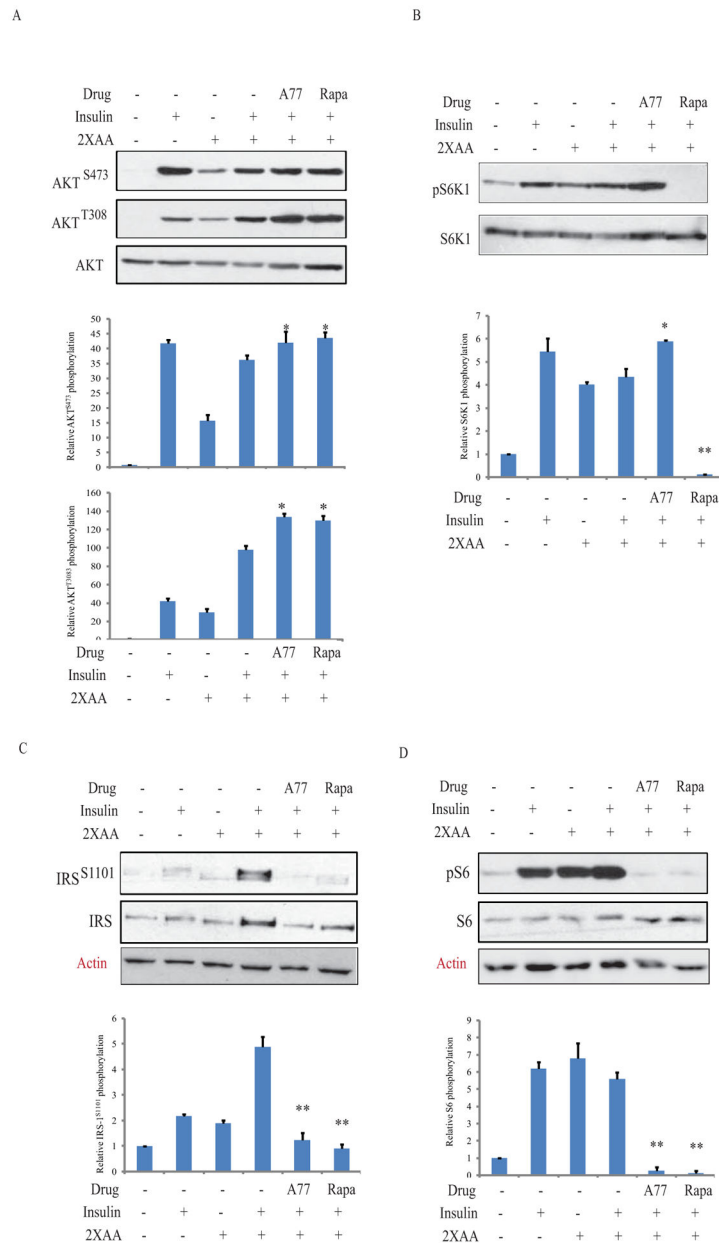 A
Drug - - - - A77 Rapa
Insulin - + - + + +
2XAA - - + + + +
AKT S473
AKT T308
AKT
Relative AKT S473 phosphorylation
50
45
40
35
30
25
20
15
10
5
0
* *
Relative AKT T3083 phosphorylation
160
140
120
100
80
60
40
20
0
* *
Drug - - - - A77 Rapa
Insulin - + - + + +
2XAA - - + + + +
B
Drug - - - - A77 Rapa
Insulin - + - + + +
2XAA - - + + + +
pS6K1
S6K1
Relative S6K1 phosphorylation
7
6
5
4
3
2
1
0
* **
Drug - - - - A77 Rapa
Insulin - + - + + +
2XAA - - + + + +
C
Drug - - - - A77 Rapa
Insulin - + - + + +
2XAA - - + + + +
IRS S1101
IRS
Actin
Relative IRS-1 S1101 phosphorylation
6
5
4
3
2
1
0
** **
Drug - - - - A77 Rapa
Insulin - + - + + +
2XAA - - + + + +
D
Drug - - - - A77 Rapa
Insulin - + - + + +
2XAA - - + + + +
pS6
S6
Actin
Relative S6 phosphorylation
9
8
7
6
5
4
3
2
1
0
** **
Drug - - - - A77 Rapa
Insulin - + - + + +
2XAA - - + + + +